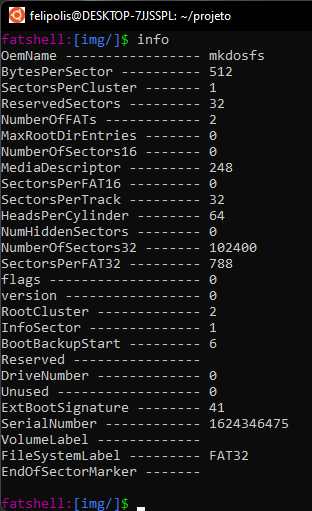 felipolis@DESKTOP-7JJSSPL: ~/projeto
fatshell:[img/]$ info
OemName ----------------- mkdosfs
BytesPerSector ---------- 512
SectorsPerCluster ------- 1
ReservedSectors --------- 32
NumberOfFATs ------------ 2
MaxRootDirEntries ------- 0
NumberOfSectors16 ------- 0
MediaDescriptor --------- 248
SectorsPerFAT16 --------- 0
SectorsPerTrack --------- 32
HeadsPerCylinder -------- 64
NumHiddenSectors -------- 0
NumberOfSectors32 ------- 102400
SectorsPerFAT32 --------- 788
flags ------------------- 0
version ----------------- 0
RootCluster ------------- 2
InfoSector -------------- 1
BootBackupStart --------- 6
Reserved ----------------
DriveNumber ------------- 0
Unused ------------------ 0
ExtBootSignature -------- 41
SerialNumber ------------ 1624346475
VolumeLabel -------------
FileSystemLabel --------- FAT32
EndOfSectorMarker -------
fatshell:[img/]$